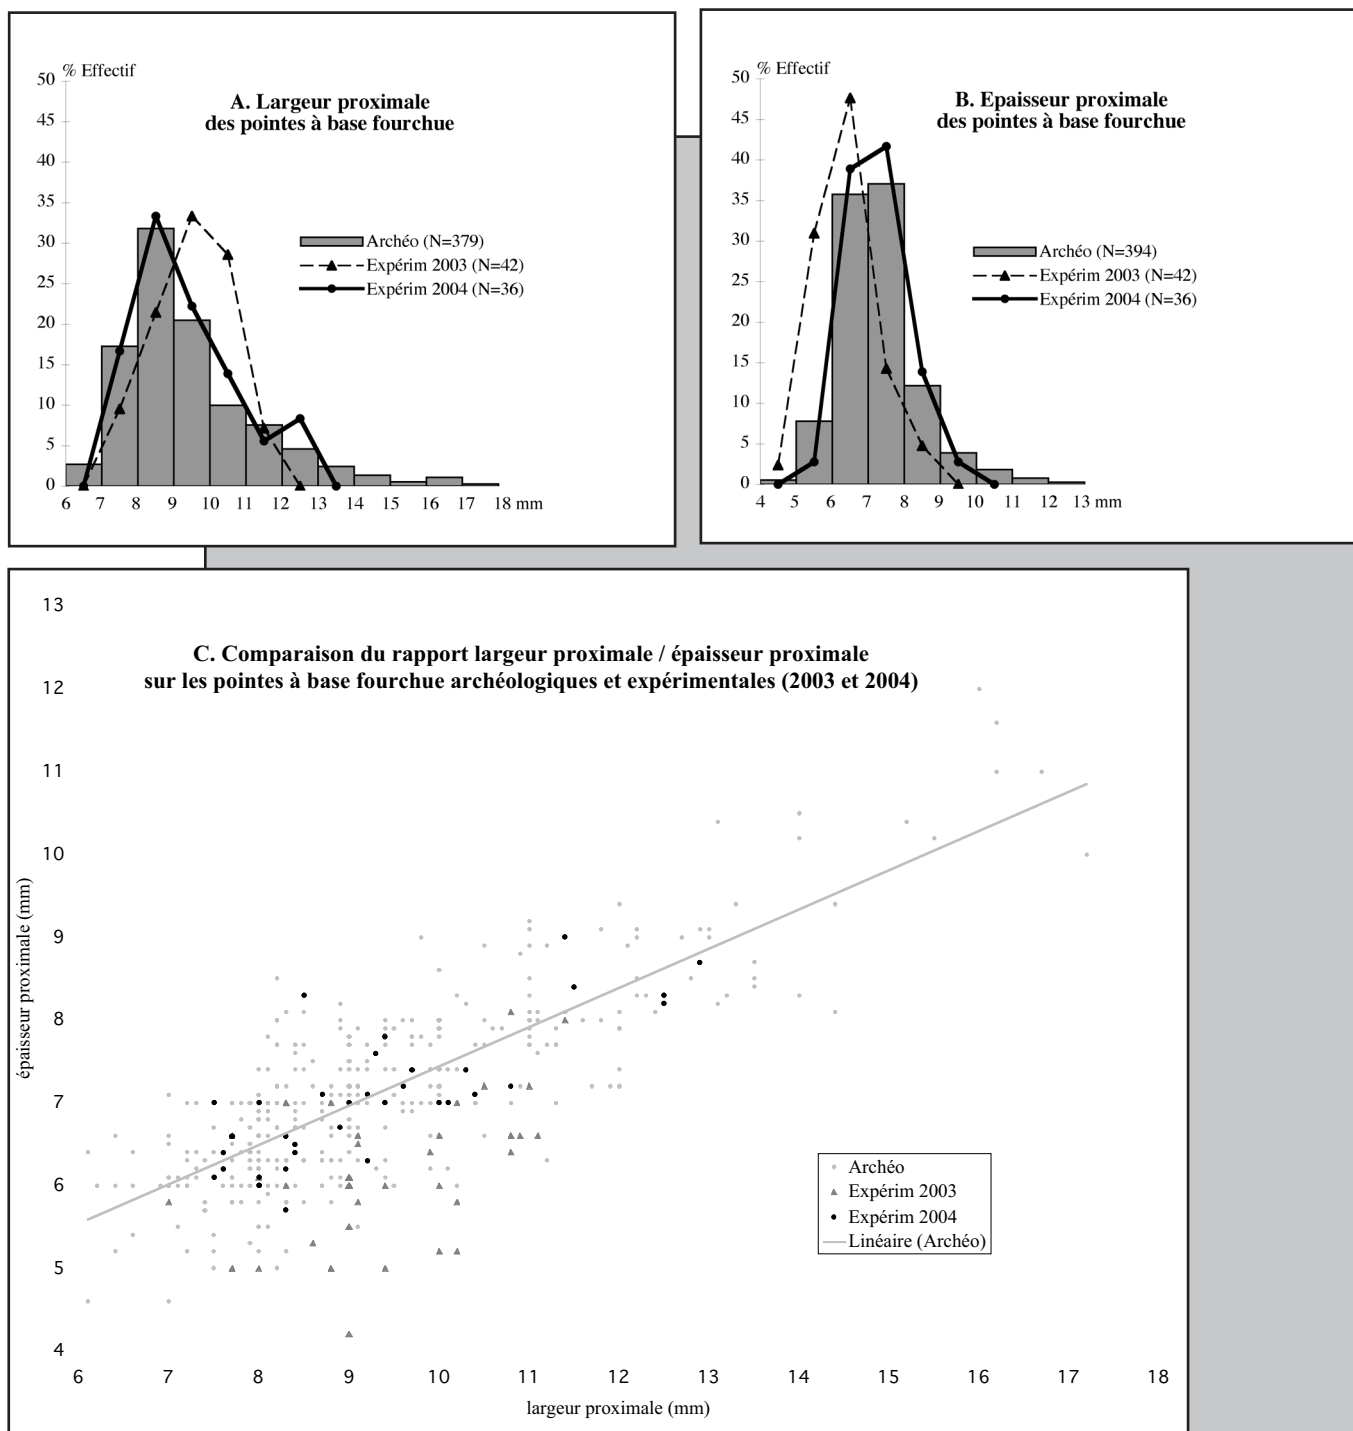 % Effectif
A. Largeur proximale
des pointes à base fourchue
50
45
40
35
30
25
20
15
10
5
0
Archéo (N=379)
Expérim 2003 (N=42)
Expérim 2004 (N=36)
6 7 8 9 10 11 12 13 14 15 16 17 18 mm
% Effectif
B. Epaisseur proximale
des pointes à base fourchue
50
45
40
35
30
25
20
15
10
5
0
Archéo (N=394)
Expérim 2003 (N=42)
Expérim 2004 (N=36)
4 5 6 7 8 9 10 11 12 13 mm
C. Comparaison du rapport largeur proximale / épaisseur proximale
sur les pointes à base fourchue archéologiques et expérimentales (2003 et 2004)
épaisseur proximale (mm)
13
12
11
10
9
8
7
6
5
4
Archéo
Expérim 2003
Expérim 2004
Linéaire (Archéo)
6 7 8 9 10 11 12 13 14 15 16 17 18
largeur proximale (mm)